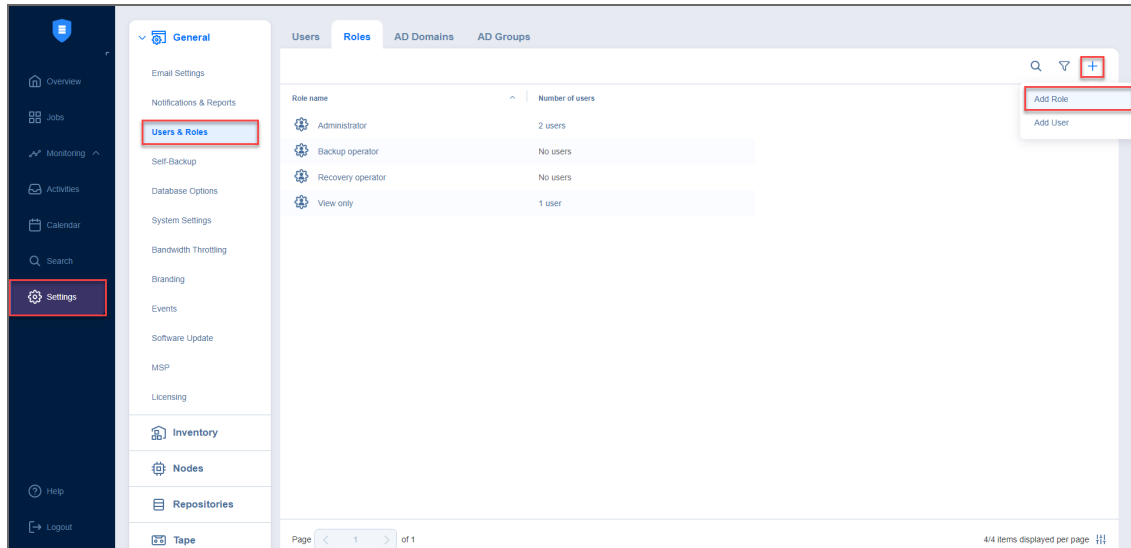 Overview
Jobs
Monitoring
Activities
Calendar
Search
Settings
Help
Logout
General
Email Settings
Notifications & Reports
Users & Roles
Self-Backup
Database Options
System Settings
Bandwidth Throttling
Branding
Events
Software Update
MSP
Licensing
Inventory
Nodes
Repositories
Tape
Users Roles AD Domains AD Groups
Role name Number of users
Administrator 2 users
Backup operator No users
Recovery operator No users
View only 1 user
Add Role
Add User
Page 1 of 1 4/4 items displayed per page